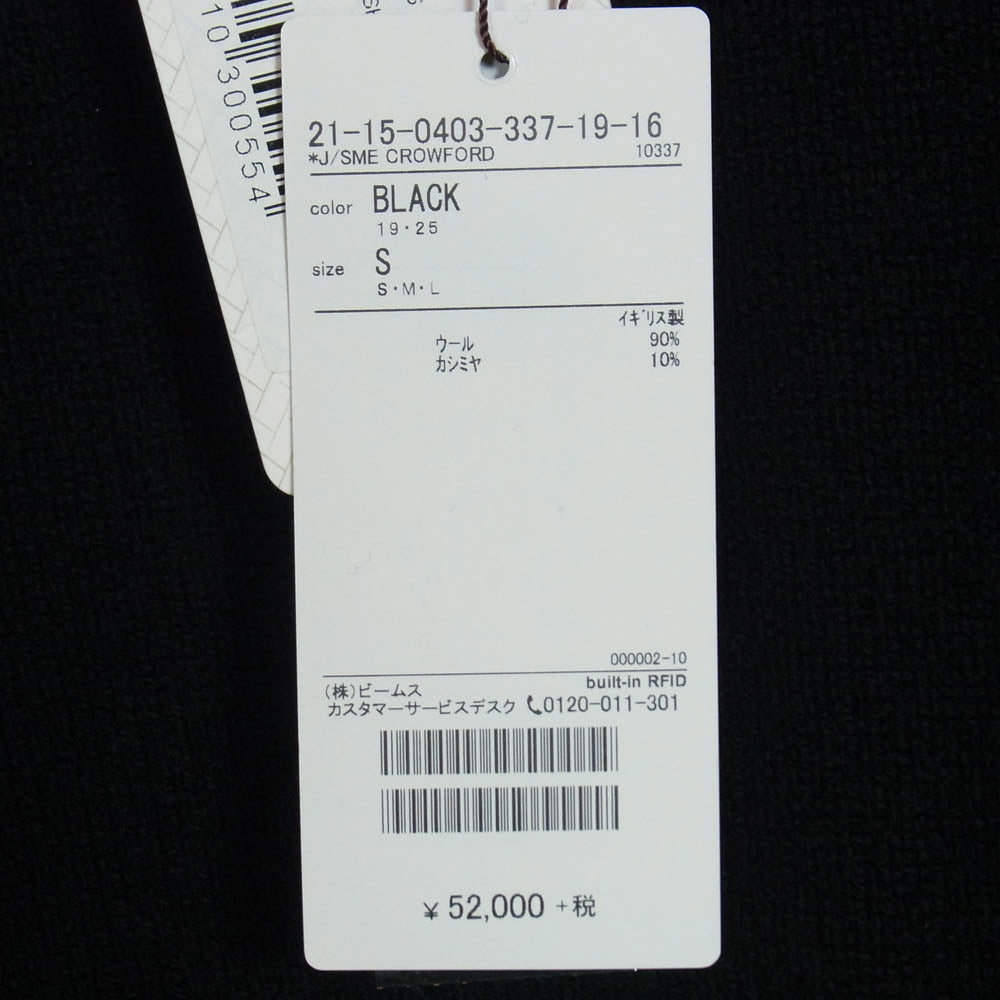 10 300554
21-15-0403-337-19-16
*J/SME CROWFORD 10337
color BLACK
19・25
size S
S・M・L
イギリス製
ウール 90%
カシミヤ 10%
000002-10
built-in RFID
(株)ビームス
カスタマーサービスデスク 0120-011-301
¥ 52,000 +税